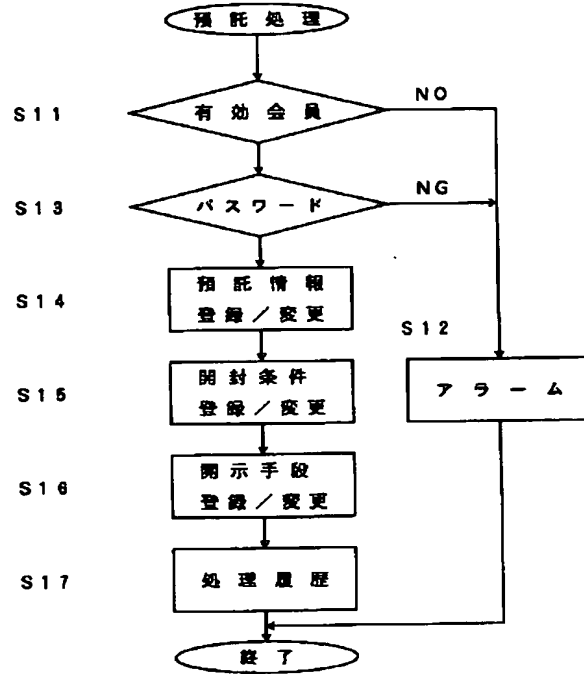 預託処理
S11
有効会員
NO
S13
パスワード
NG
S14
預託情報
登録/変更
S12
アラーム
S15
開封条件
登録/変更
S16
開示手段
登録/変更
S17
処理履歴
終了